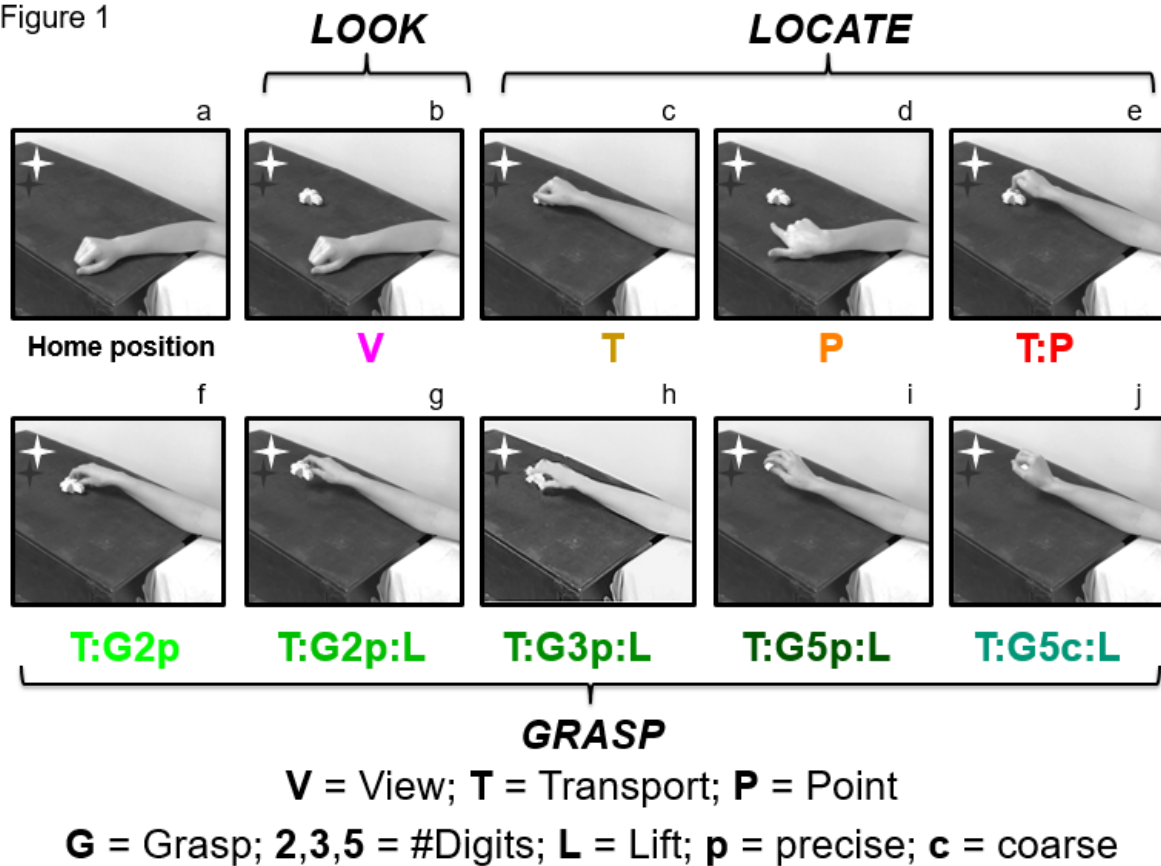 Figure 1
LOOK LOCATE
a b c d e
Home position V T P T:P
f g h i j
T:G2p T:G2p:L T:G3p:L T:G5p:L T:G5c:L
GRASP
V = View; T = Transport; P = Point
G = Grasp; 2,3,5 = #Digits; L = Lift; p = precise; c = coarse